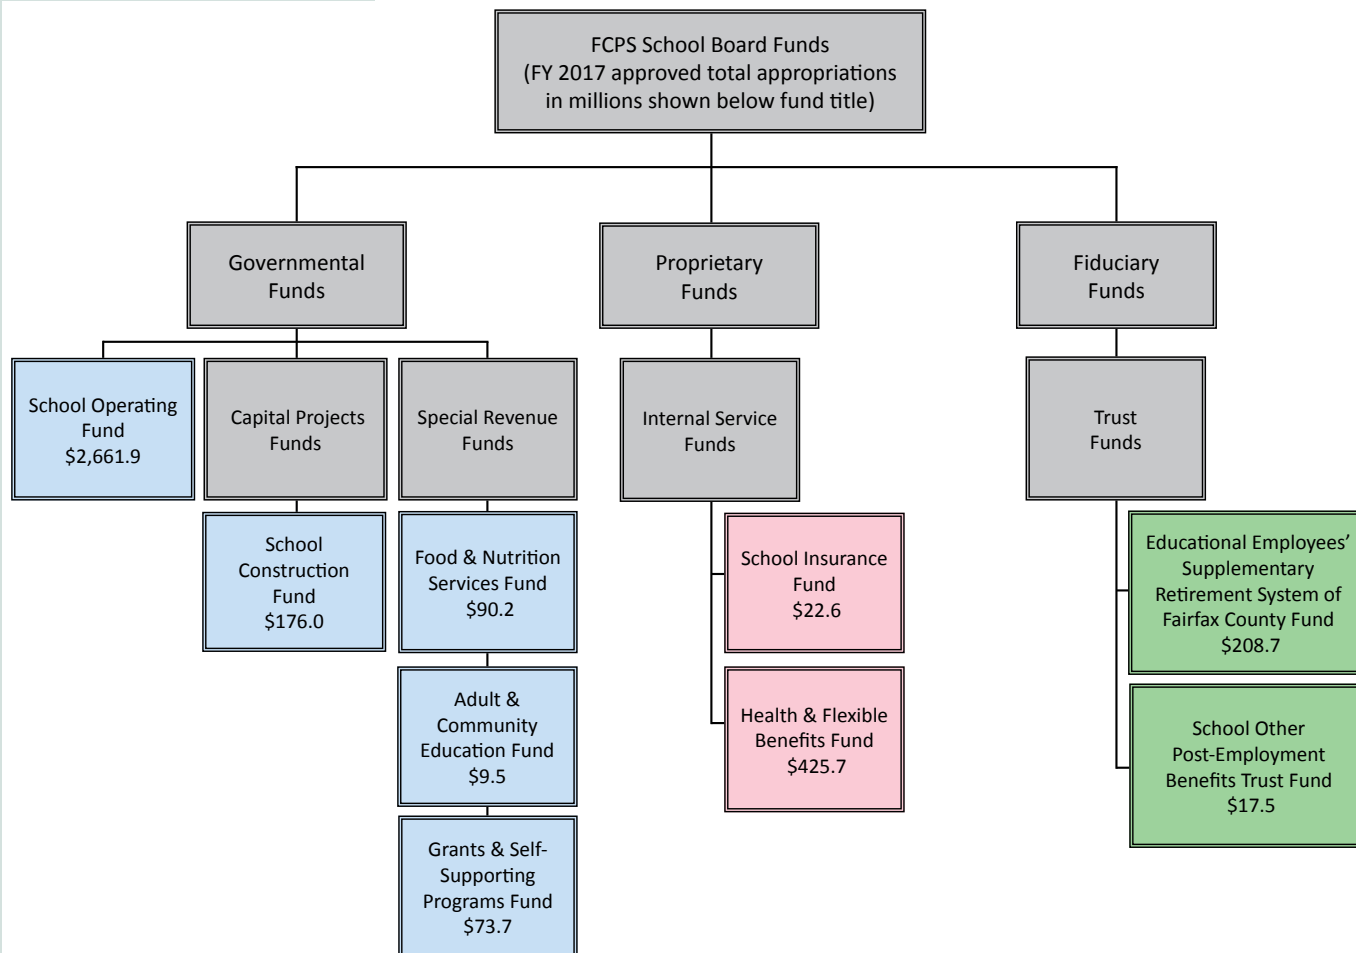 FCPS School Board Funds
(FY 2017 approved total appropriations
in millions shown below fund title)
Governmental
Funds
Proprietary
Funds
Fiduciary
Funds
School Operating
Fund
$2,661.9
Capital Projects
Funds
Special Revenue
Funds
Internal Service
Funds
Trust
Funds
School
Construction
Fund
$176.0
Food & Nutrition
Services Fund
$90.2
School Insurance
Fund
$22.6
Educational Employees’
Supplementary
Retirement System of
Fairfax County Fund
$208.7
Adult &
Community
Education Fund
$9.5
Health & Flexible
Benefits Fund
$425.7
School Other
Post-Employment
Benefits Trust Fund
$17.5
Grants & Self-
Supporting
Programs Fund
$73.7